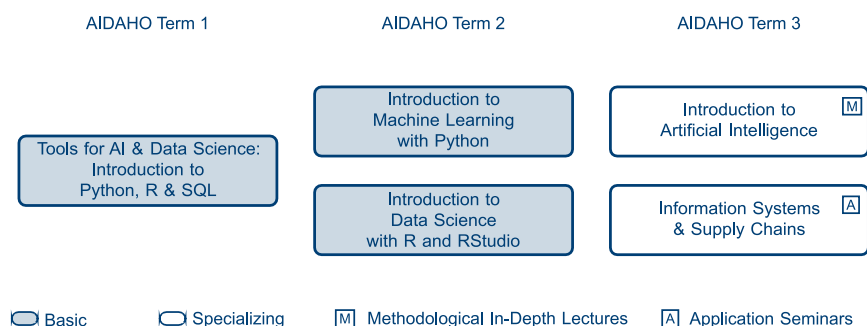 AIDAHO Term 1
AIDAHO Term 2
AIDAHO Term 3
Tools for AI & Data Science:
Introduction to
Python, R & SQL
Introduction to
Machine Learning
with Python
Introduction to
Data Science
with R and RStudio
Introduction to
Artificial Intelligence
M
Information Systems
& Supply Chains
A
Basic
Specializing
M Methodological In-Depth Lectures
A Application Seminars